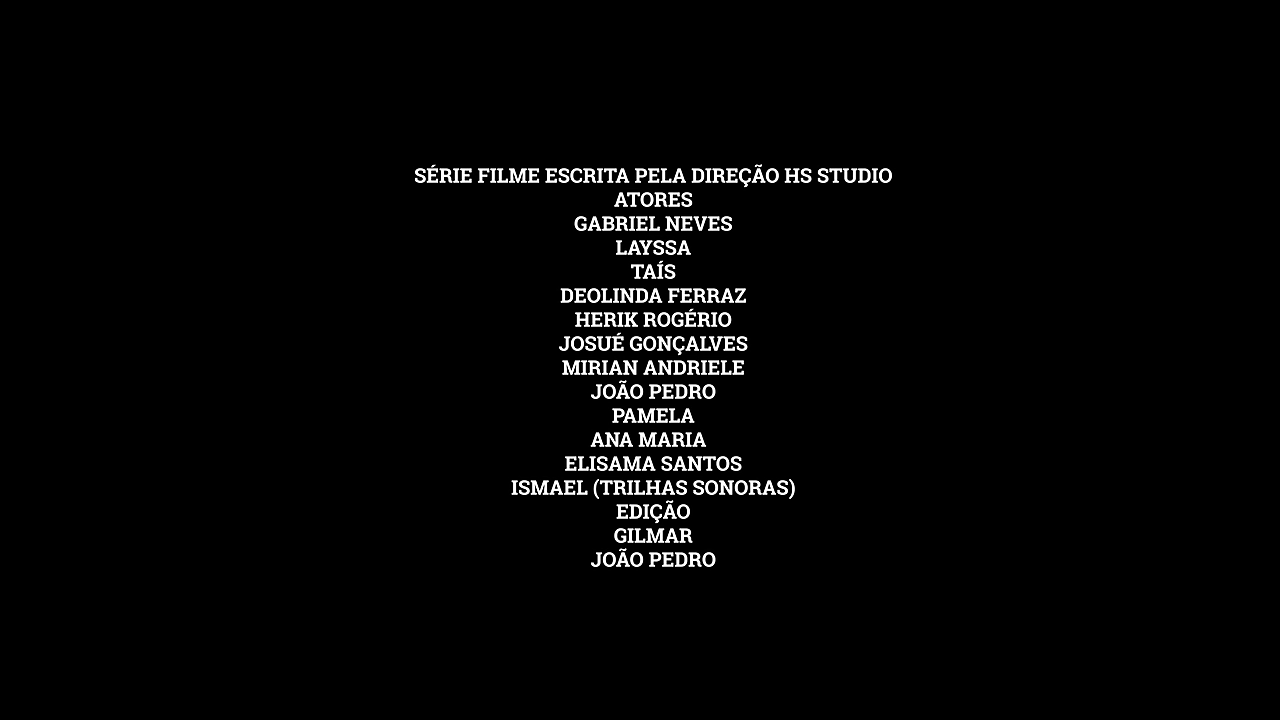 SÉRIE FILME ESCRITA PELA DIREÇÃO HS STUDIO
ATORES
GABRIEL NEVES
LAYSSA
TAÍS
DEOLINDA FERRAZ
HERIK ROGÉRIO
JOSUÉ GONÇALVES
MIRIAN ANDRIELE
JOÃO PEDRO
PAMELA
ANA MARIA
ELISAMA SANTOS
ISMAEL (TRILHAS SONORAS)
EDIÇÃO
GILMAR
JOÃO PEDRO